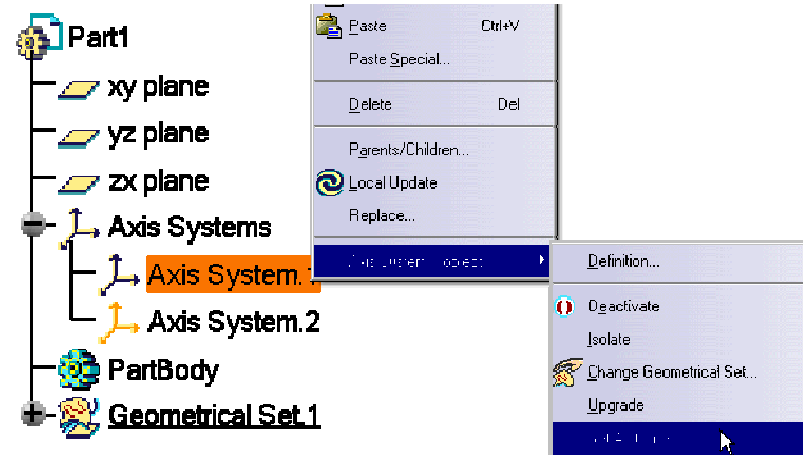 Part1
xy plane
yz plane
zx plane
Axis Systems
Axis System.1
Axis System.2
PartBody
Geometrical Set.1
Paste Ctrl+V
Paste Special...
Delete Del
Parents/Children...
Local Update
Replace...
Definition...
Deactivate
Isolate
Change Geometrical Set...
Upgrade